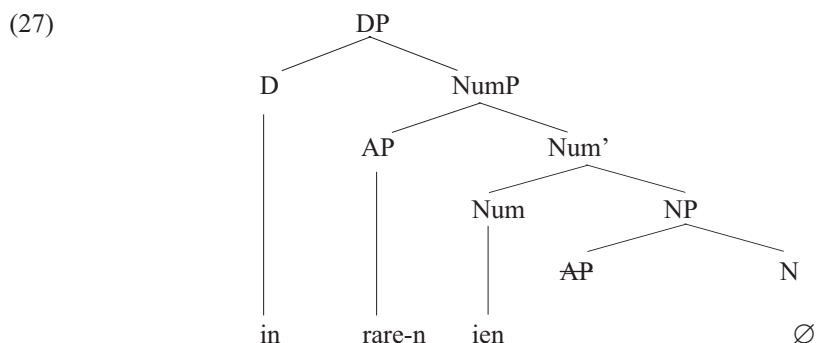 (27) DP
D NumP
AP Num’
Num NP
AP N
in rare-n ien ∅